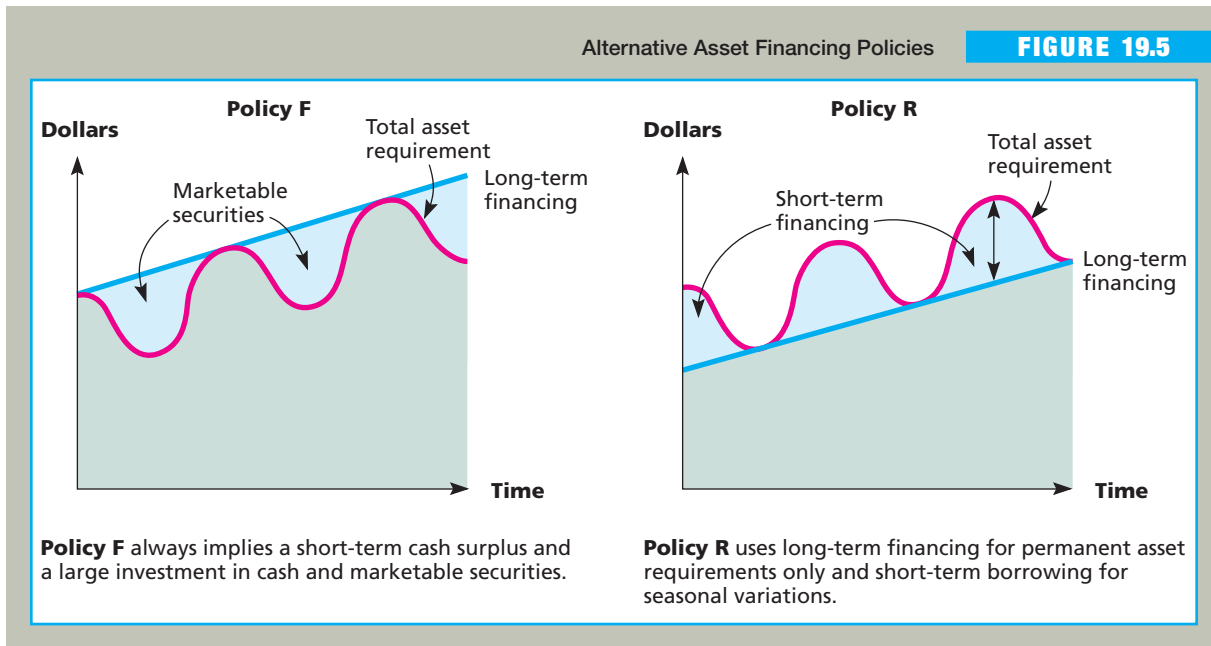 Alternative Asset Financing Policies
FIGURE 19.5
Policy F
Dollars
Total asset
requirement
Long-term
financing
Marketable
securities
Time
Policy F always implies a short-term cash surplus and
a large investment in cash and marketable securities.
Policy R
Dollars
Total asset
requirement
Short-term
financing
Long-term
financing
Time
Policy R uses long-term financing for permanent asset
requirements only and short-term borrowing for
seasonal variations.